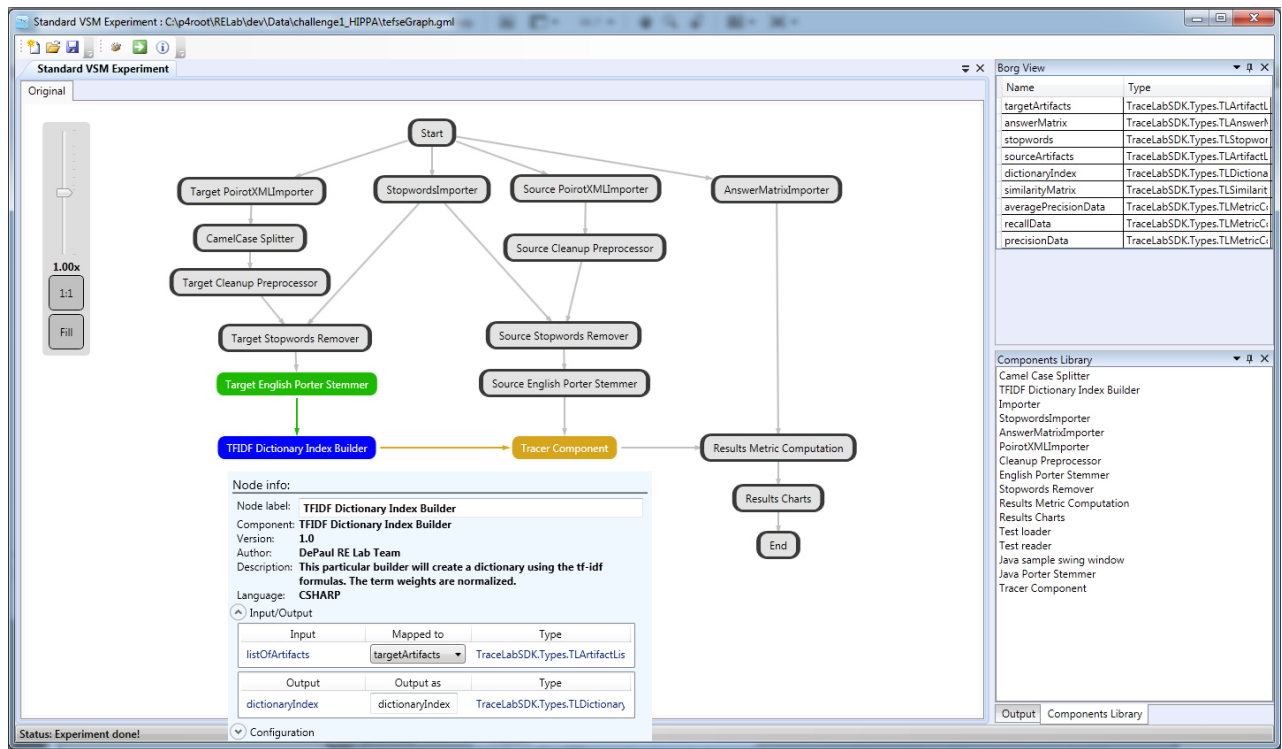 Standard VSM Experiment : C:\p4root\RELab\dev\Data\challenge1_HIPPA\tefseGraph.gml
Standard VSM Experiment
Original
1.00x
1:1
Fill
Start
Target PoirotXMLImporter
StopwordsImporter
Source PoirotXMLImporter
AnswerMatrixImporter
CamelCase Splitter
Source Cleanup Preprocessor
Target Cleanup Preprocessor
Target Stopwords Remover
Source Stopwords Remover
Target English Porter Stemmer
Source English Porter Stemmer
TFIDF Dictionary Index Builder
Tracer Component
Results Metric Computation
Results Charts
End
Node info:
Node label: TFIDF Dictionary Index Builder
Component: TFIDF Dictionary Index Builder
Version: 1.0
Author: DePaul RE Lab Team
Description: This particular builder will create a dictionary using the tf-idf
formulas. The term weights are normalized.
Language: CSHARP
Input/Output
Input Mapped to Type
listOfArtifacts targetArtifacts TraceLabSDK.Types.TLArtifactLis
Output Output as Type
dictionaryIndex dictionaryIndex TraceLabSDK.Types.TLDictionary
Configuration
Borg View
Name Type
targetArtifacts TraceLabSDK.Types.TLArtifactL
answerMatrix TraceLabSDK.Types.TLAnswerM
stopwords TraceLabSDK.Types.TLStopwor
sourceArtifacts TraceLabSDK.Types.TLArtifactL
dictionaryIndex TraceLabSDK.Types.TLDictiona
similarityMatrix TraceLabSDK.Types.TLSimilarit
averagePrecisionData TraceLabSDK.Types.TLMetricCo
recallData TraceLabSDK.Types.TLMetricCo
precisionData TraceLabSDK.Types.TLMetricCo
Components Library
Camel Case Splitter
TFIDF Dictionary Index Builder
Importer
StopwordsImporter
AnswerMatrixImporter
PoirotXMLImporter
Cleanup Preprocessor
English Porter Stemmer
Stopwords Remover
Results Metric Computation
Results Charts
Test loader
Test reader
Java sample swing window
Java Porter Stemmer
Tracer Component
Output Components Library
Status: Experiment done!